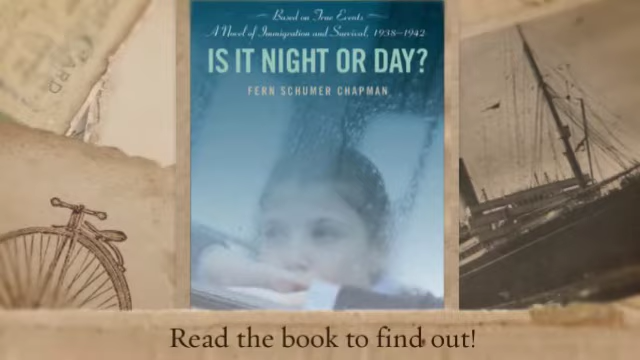 Based on True Events
A Novel of Immigration and Survival, 1938–1942
IS IT NIGHT OR DAY?
FERN SCHUMER CHAPMAN
CARD
Read the book to find out!